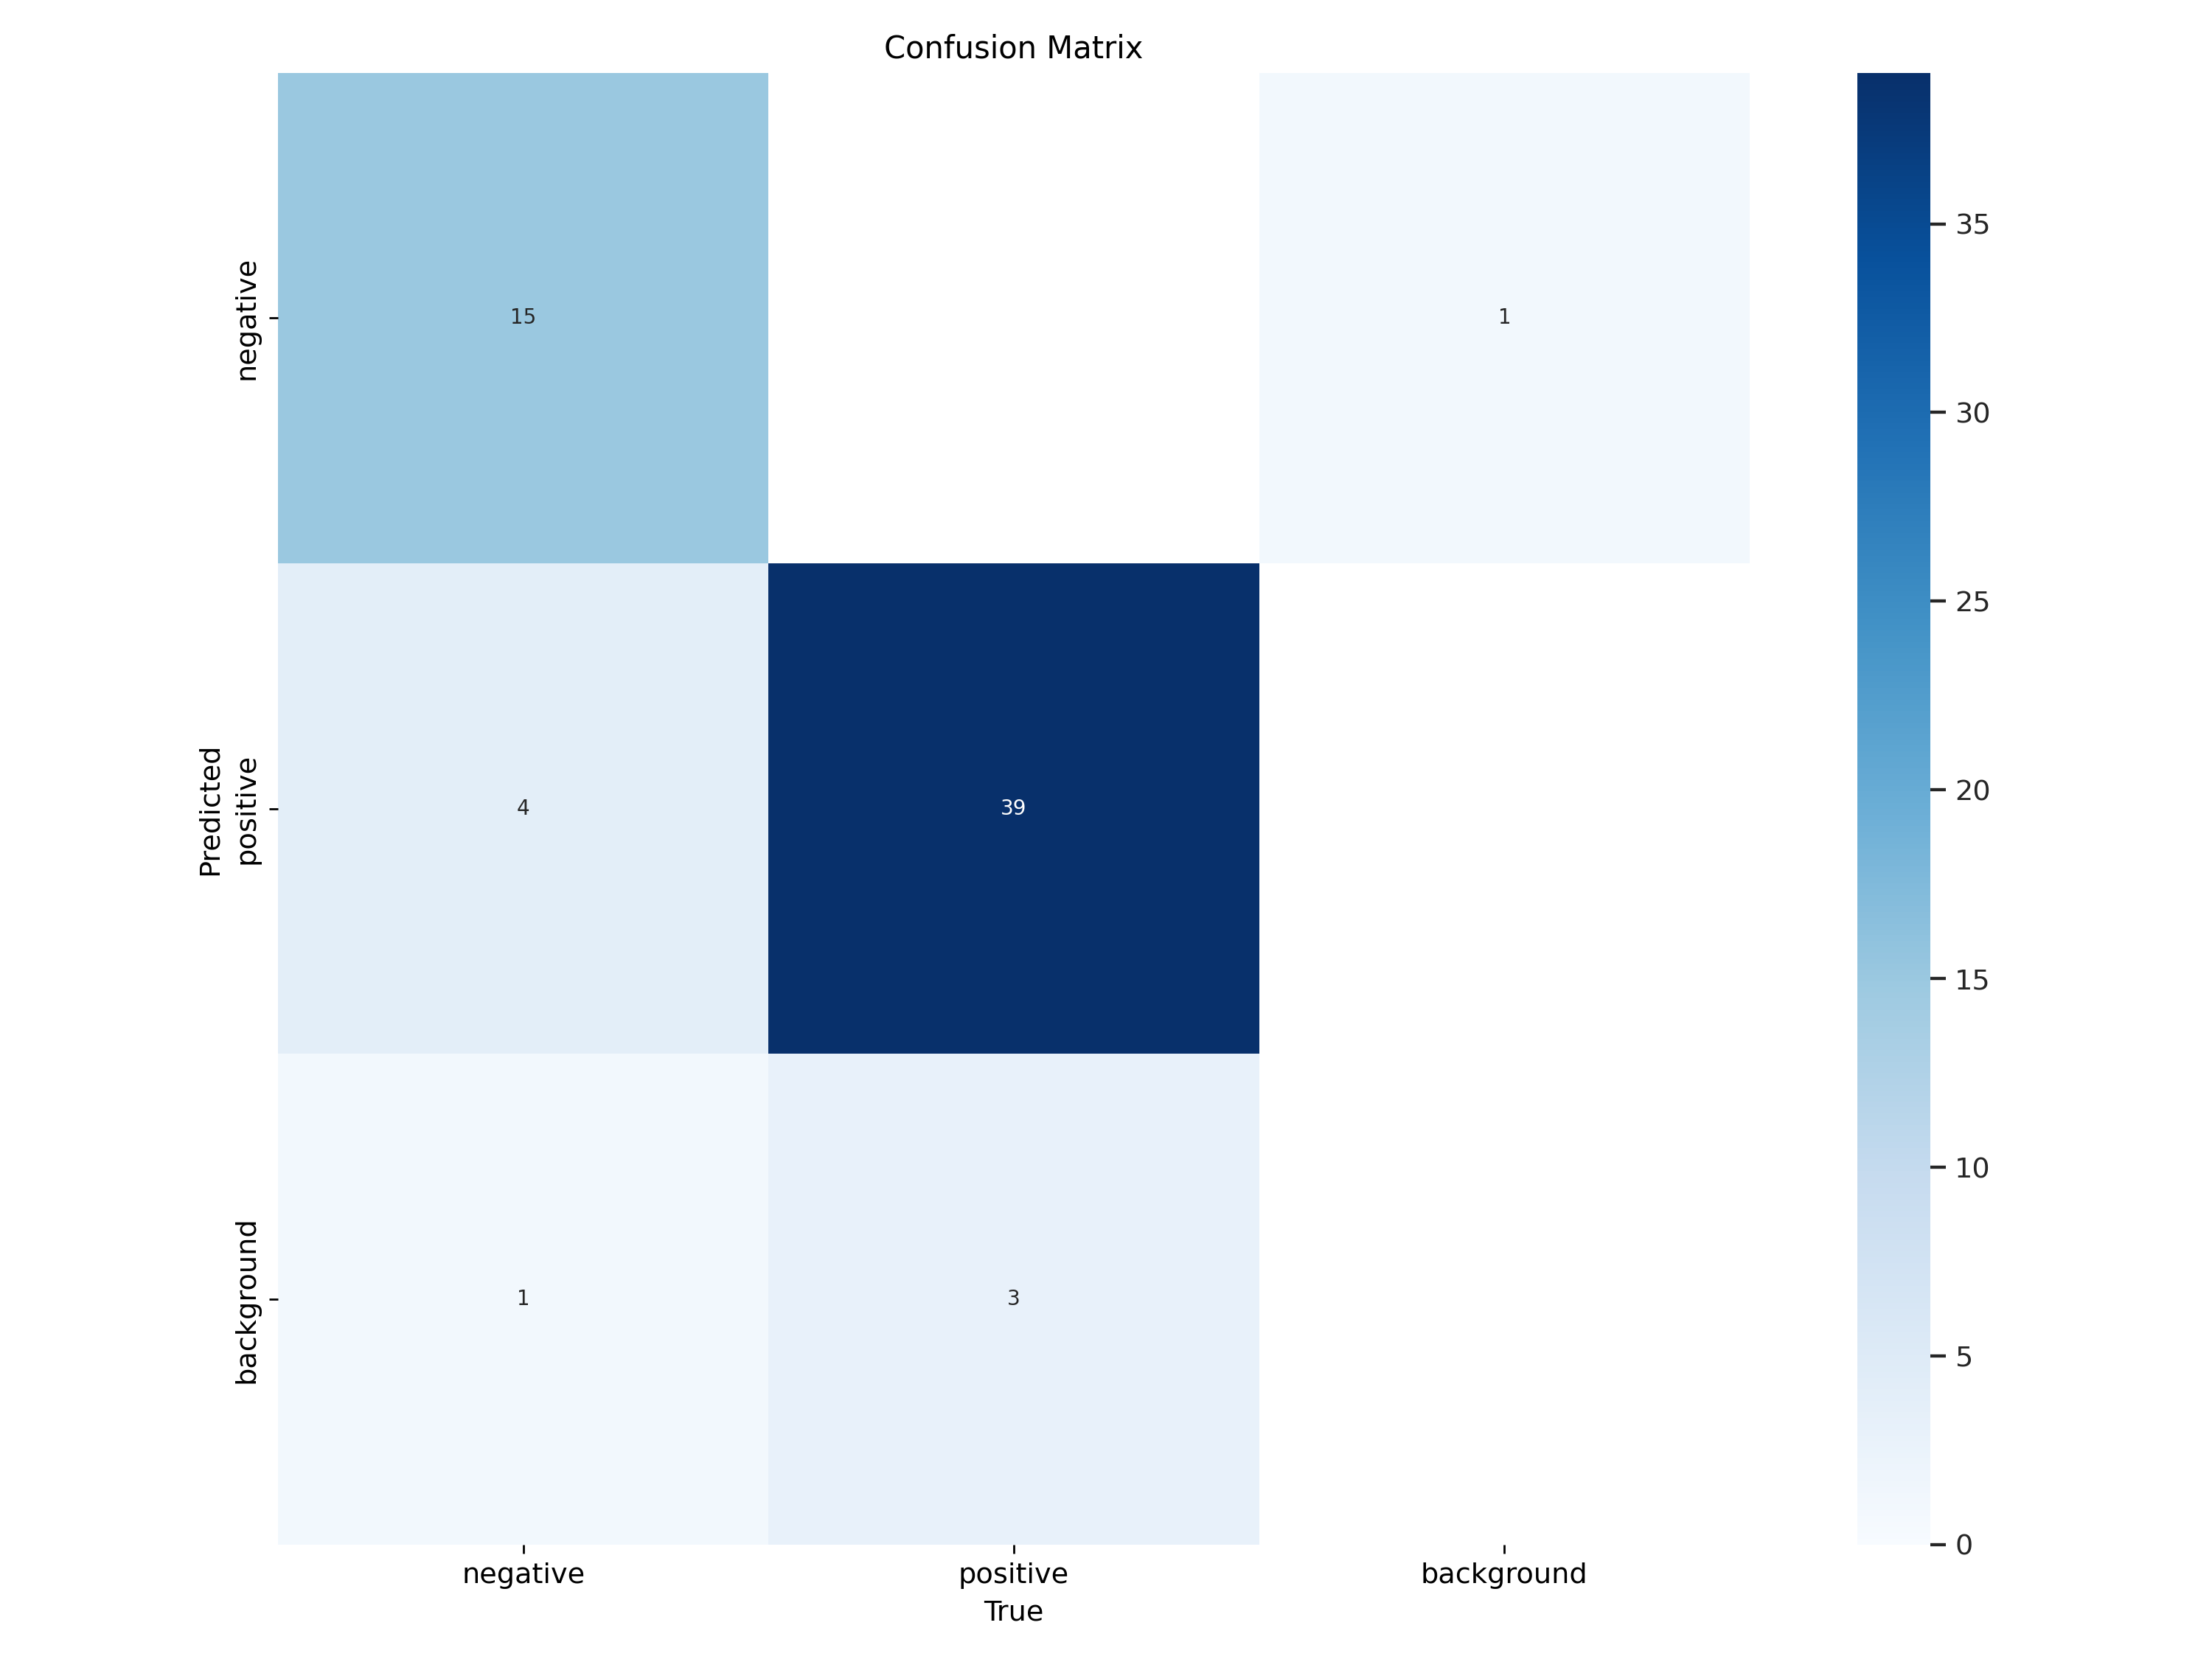 Confusion Matrix
negative
15
1
35
30
25
20
15
10
5
0
Predicted
positive
4
39
background
1
3
negative
positive
background
True